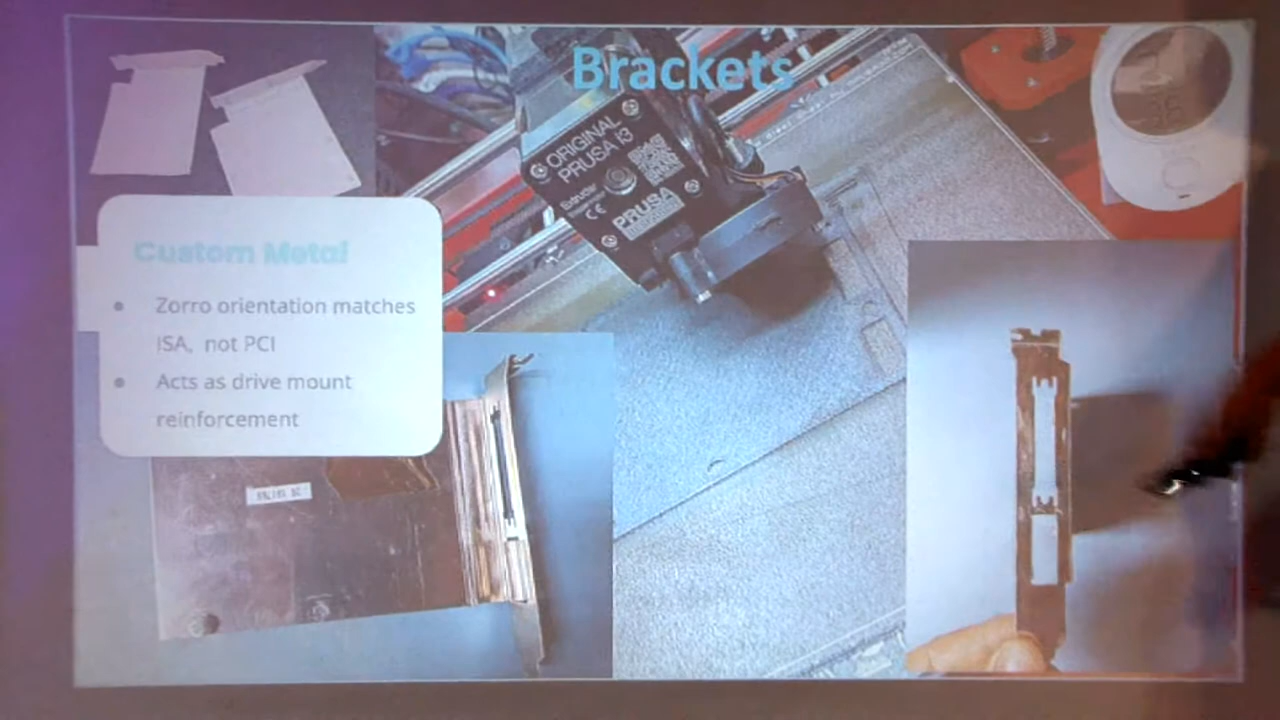 Brackets
ORIGINAL
PRUSA i3
Extruder
CE
PRUSA
Custom Metal
Zorro orientation matches
ISA, not PCI
Acts as drive mount
reinforcement